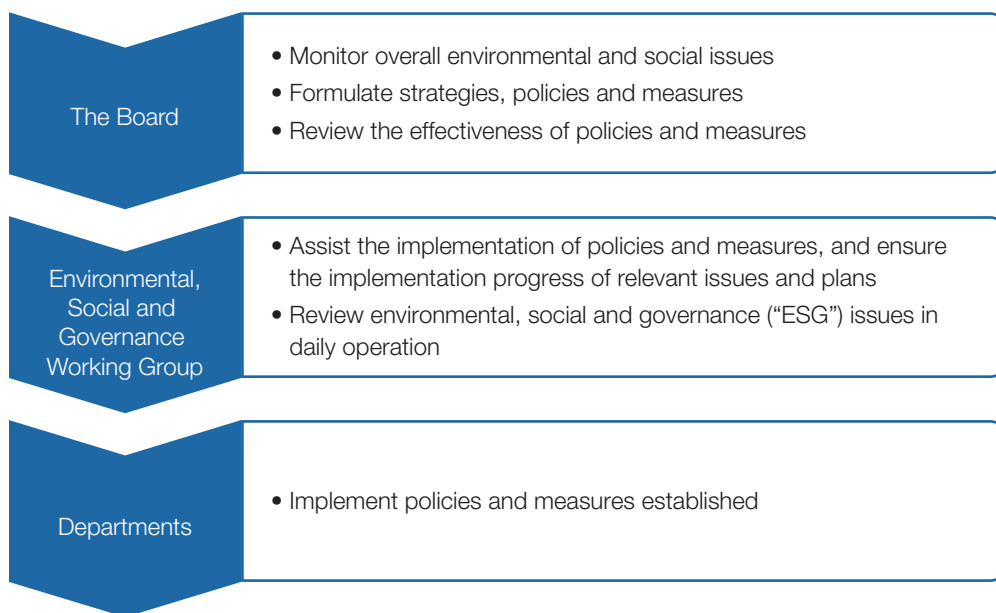 The Board
• Monitor overall environmental and social issues
• Formulate strategies, policies and measures
• Review the effectiveness of policies and measures
Environmental,
Social and
Governance
Working Group
• Assist the implementation of policies and measures, and ensure
the implementation progress of relevant issues and plans
• Review environmental, social and governance (“ESG”) issues in
daily operation
Departments
• Implement policies and measures established